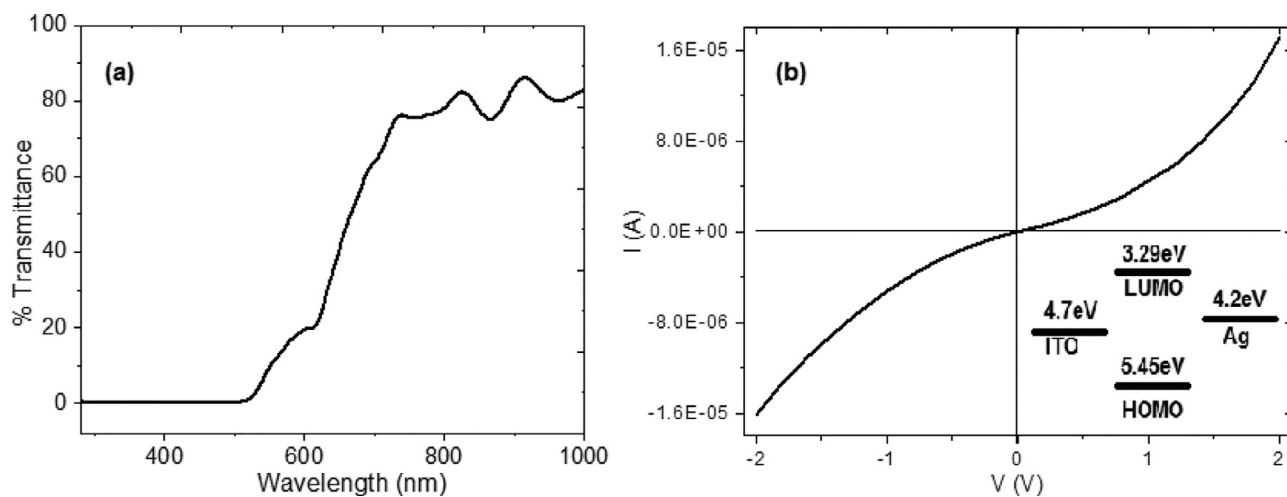 100
80
60
40
20
0
% Transmittance
(a)
400
600
800
1000
Wavelength (nm)
1.6E-05
8.0E-06
0.0E+00
-8.0E-06
-1.6E-05
I (A)
(b)
3.29eV
LUMO
4.7eV
ITO
4.2eV
Ag
5.45eV
HOMO
-2
-1
0
1
2
V (V)